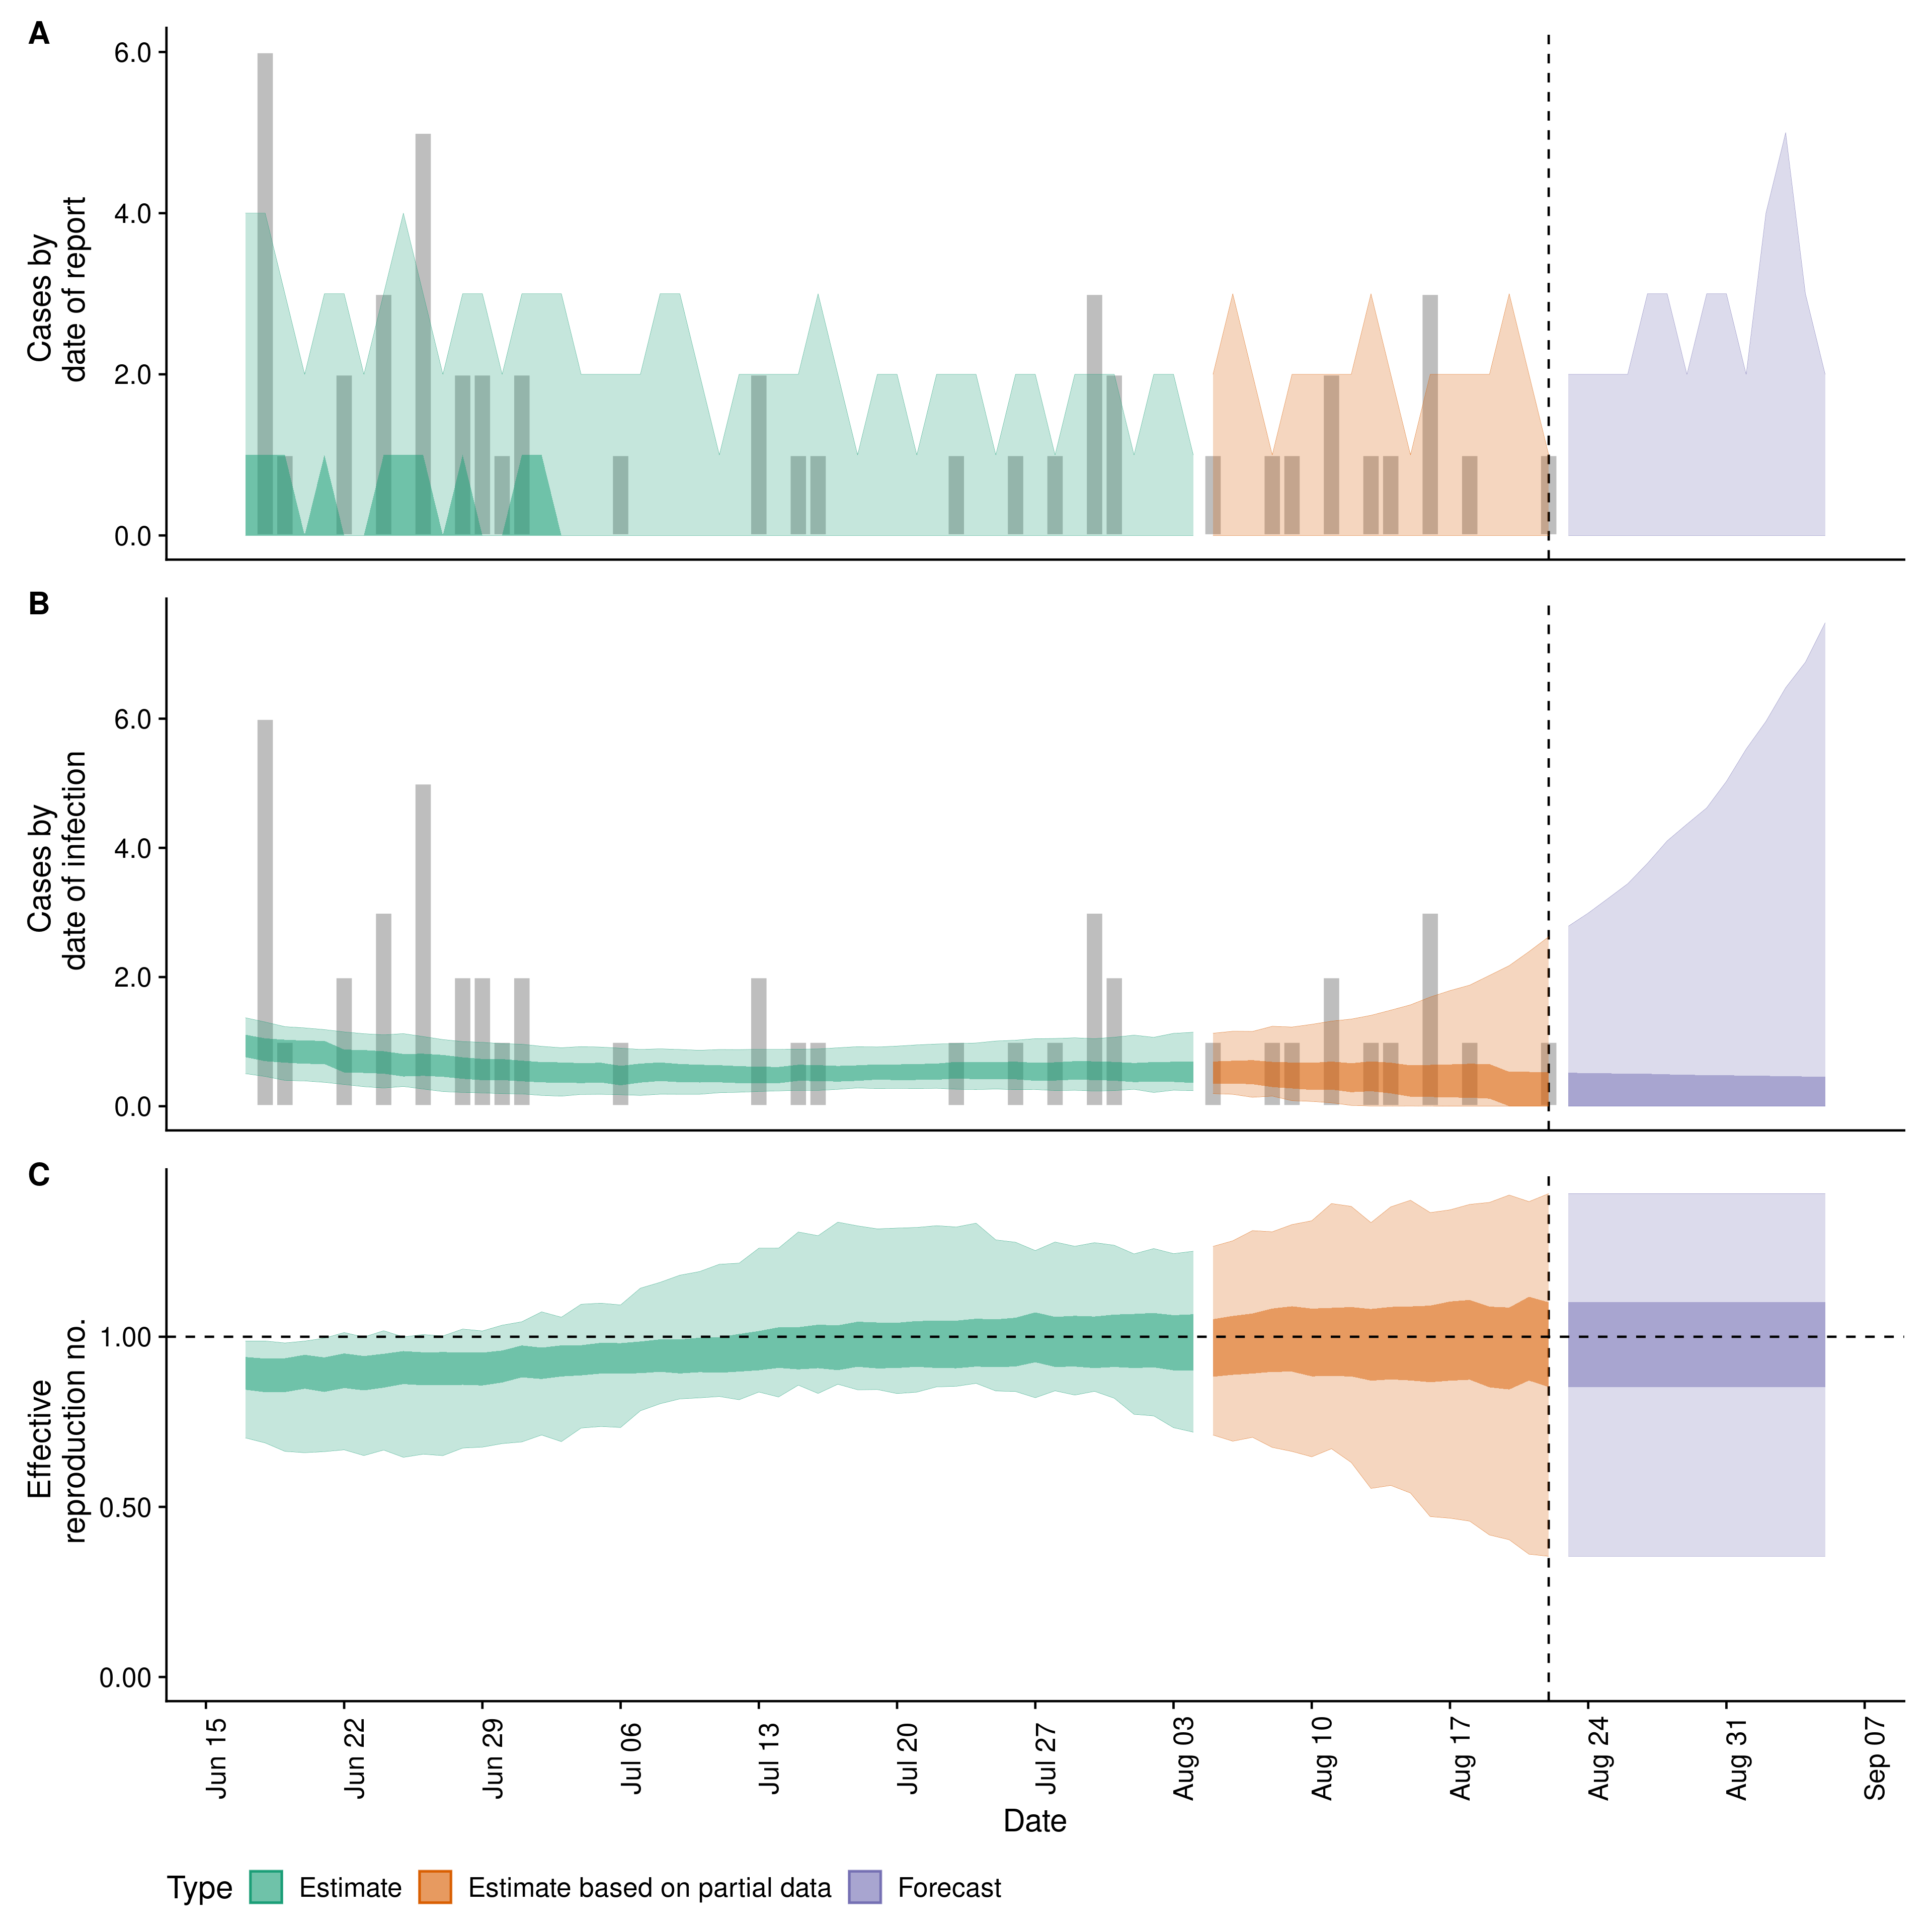 A
Cases by
date of report
6.0
4.0
2.0
0.0
B
Cases by
date of infection
6.0
4.0
2.0
0.0
C
Effective
reproduction no.
1.00
0.50
0.00
Jun 15
Jun 22
Jun 29
Jul 06
Jul 13
Jul 20
Jul 27
Aug 03
Aug 10
Aug 17
Aug 24
Aug 31
Sep 07
Date
Type Estimate Estimate based on partial data Forecast